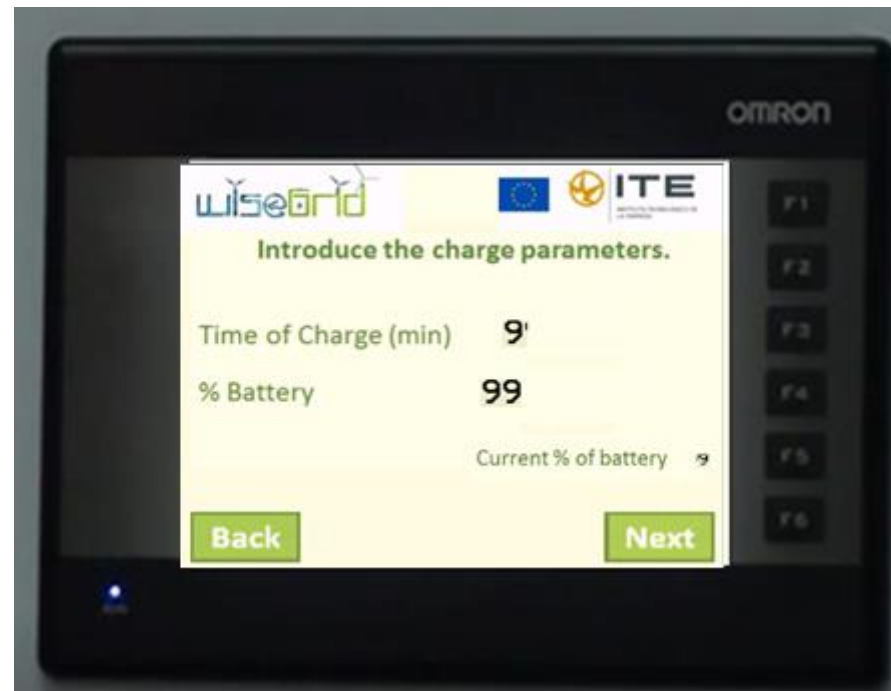 OMRON
wiseGrid
ITE
Introduce the charge parameters.
Time of Charge (min) 9'
% Battery 99
Current % of battery 9
Back Next
F1
F2
F3
F4
F5
F6